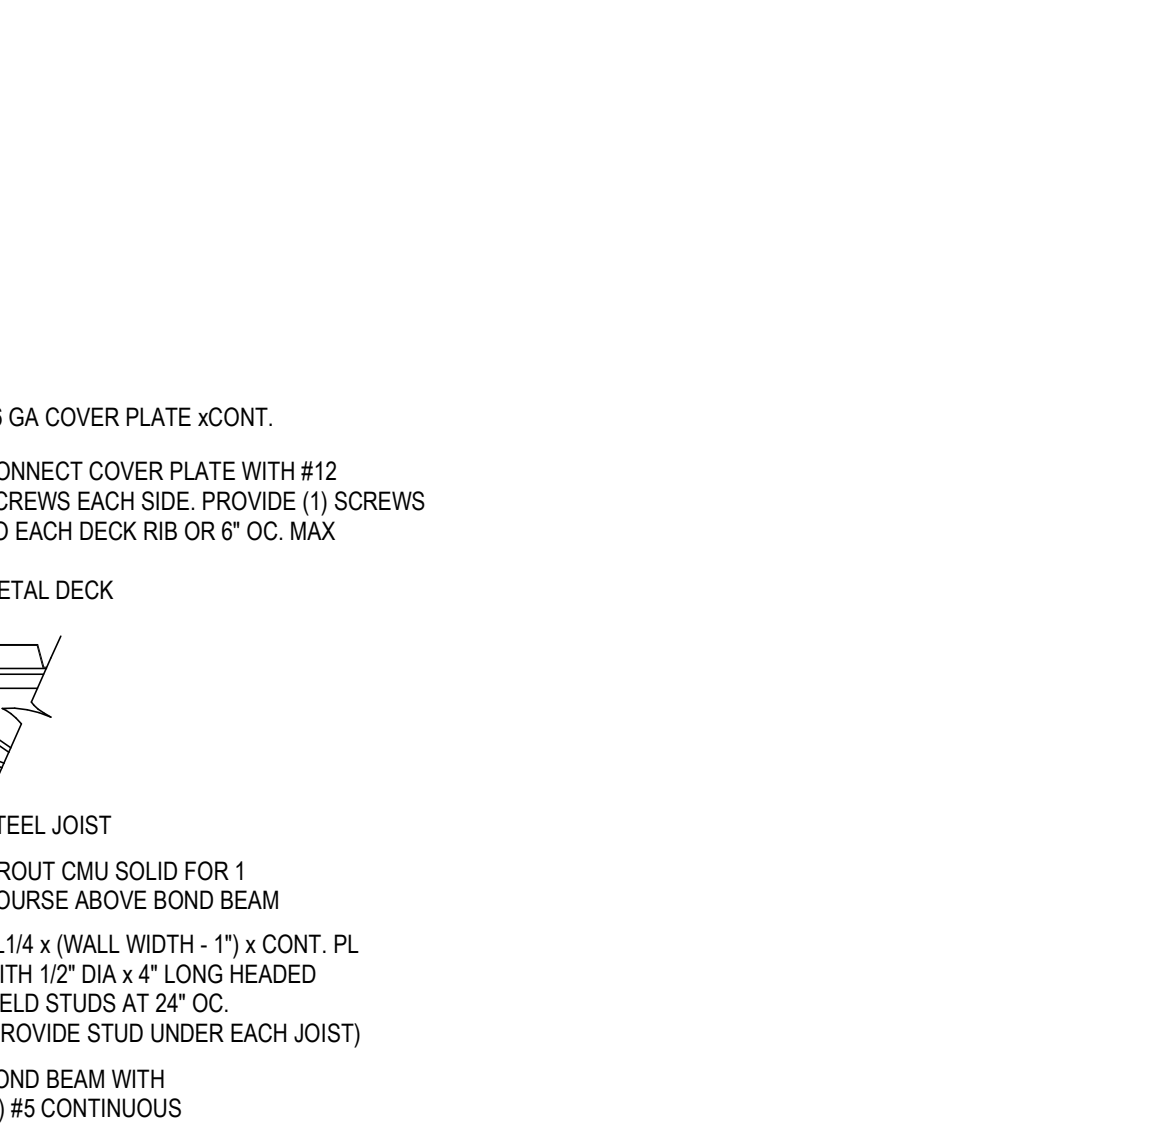 GA COVER PLATE xCONT.
ONNECT COVER PLATE WITH #12
CREWS EACH SIDE. PROVIDE (1) SCREWS
EACH DECK RIB OR 6" OC. MAX
ETAL DECK
TEEL JOIST
ROUT CMU SOLID FOR 1
OURSE ABOVE BOND BEAM
L1/4 x (WALL WIDTH - 1") x CONT. PL
ITH 1/2" DIA x 4" LONG HEADED
ELD STUDS AT 24" OC.
ROVIDE STUD UNDER EACH JOIST)
OND BEAM WITH
) #5 CONTINUOUS